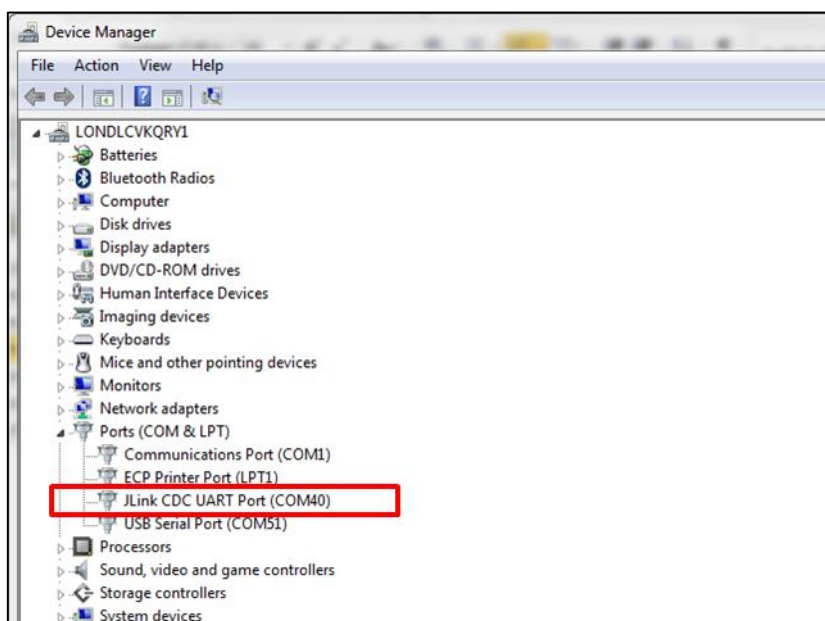 Device Manager
File Action View Help
LONDLCVKQRY1
Batteries
Bluetooth Radios
Computer
Disk drives
Display adapters
DVD/CD-ROM drives
Human Interface Devices
Imaging devices
Keyboards
Mice and other pointing devices
Monitors
Network adapters
Ports (COM & LPT)
Communications Port (COM1)
ECP Printer Port (LPT1)
JLink CDC UART Port (COM40)
USB Serial Port (COM51)
Processors
Sound, video and game controllers
Storage controllers
System devices